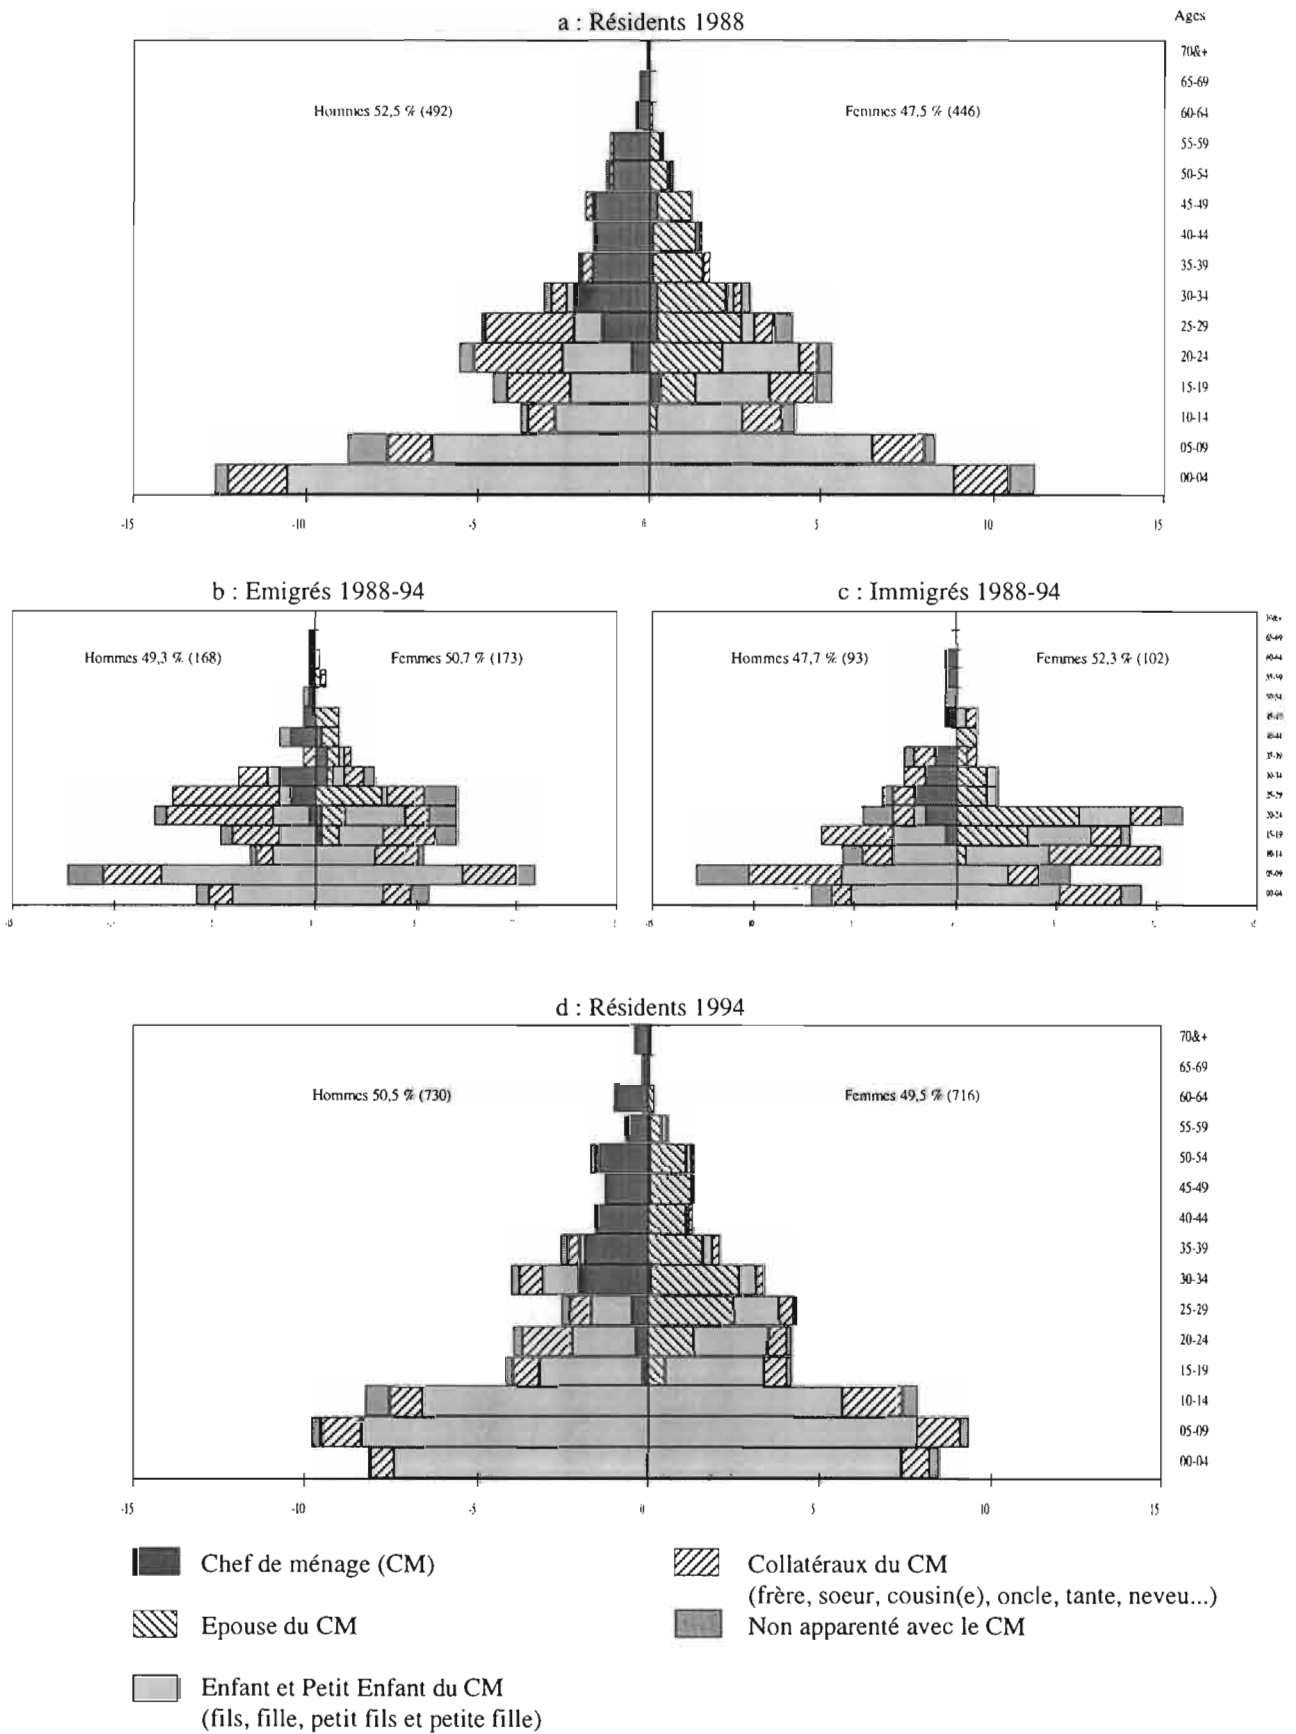 a : Résidents 1988
Ages
Hommes 52,5 % (492)
Femmes 47,5 % (446)
70&+
65-69
60-64
55-59
50-54
45-49
40-44
35-39
30-34
25-29
20-24
15-19
10-14
05-09
00-04
-15 -10 -5 0 5 10 15
b : Emigrés 1988-94
c : Immigrés 1988-94
Hommes 49,3 % (168)
Femmes 50,7 % (173)
Hommes 47,7 % (93)
Femmes 52,3 % (102)
d : Résidents 1994
Hommes 50,5 % (730)
Femmes 49,5 % (716)
70&+
65-69
60-64
55-59
50-54
45-49
40-44
35-39
30-34
25-29
20-24
15-19
10-14
05-09
00-04
-15 -10 -5 0 5 10 15
Chef de ménage (CM)
Epouse du CM
Enfant et Petit Enfant du CM
(fils, fille, petit fils et petite fille)
Collatéraux du CM
(frère, soeur, cousin(e), oncle, tante, neveu...)
Non apparenté avec le CM